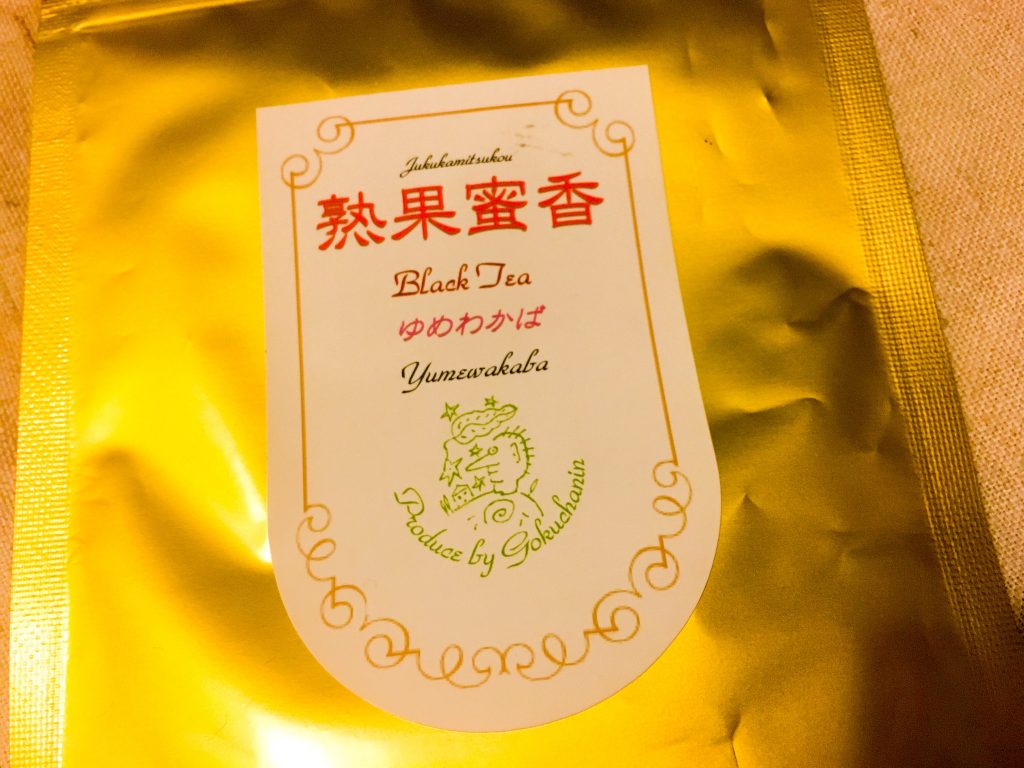 Jukukamitsukou
熟果蜜香
Black Tea
ゆめわかば
Yumewakaba
Produce by Gokuchanin